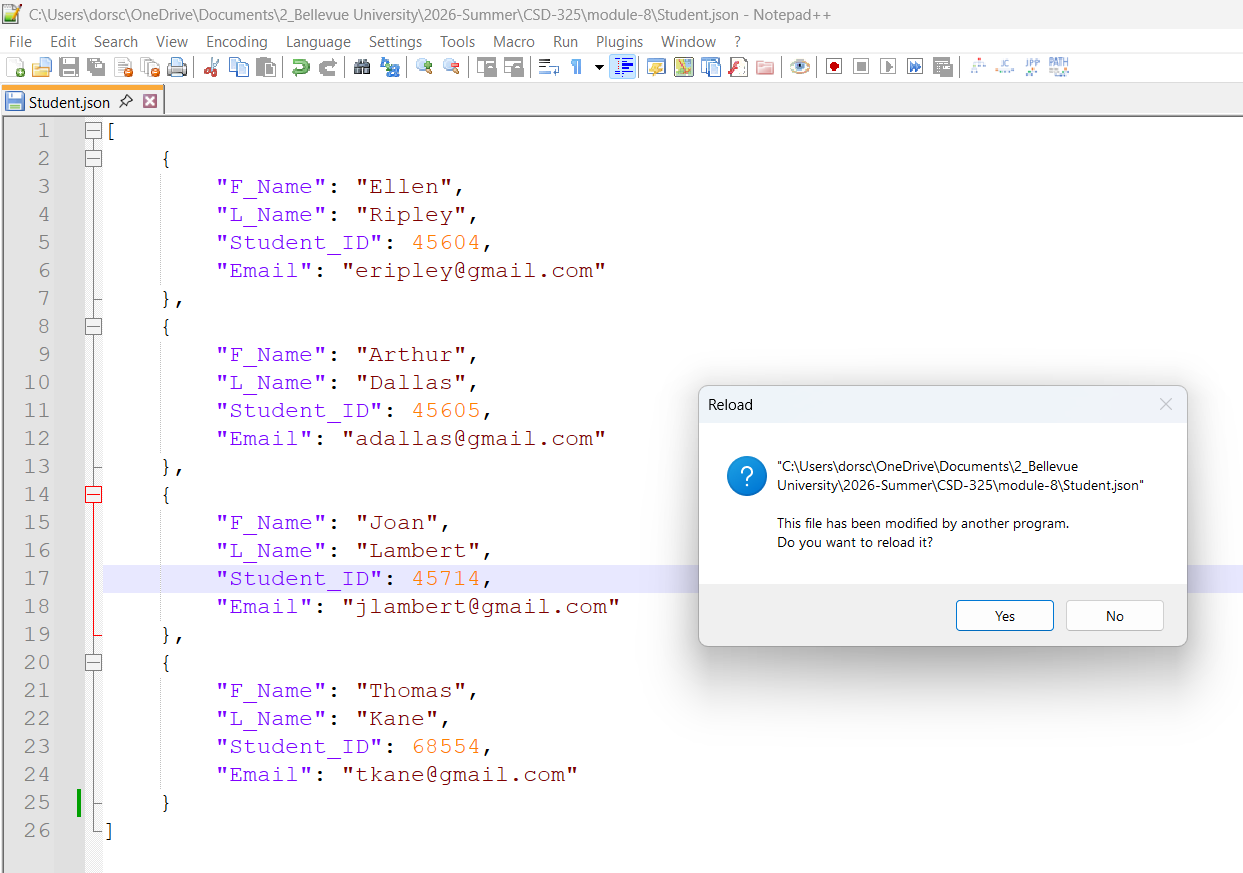 C:\Users\dorsc\OneDrive\Documents\2_Bellevue University\2026-Summer\CSD-325\module-8\Student.json - Notepad++
File Edit Search View Encoding Language Settings Tools Macro Run Plugins Window ?
Student.json
1 [
2 {
3 "F_Name": "Ellen",
4 "L_Name": "Ripley",
5 "Student_ID": 45604,
6 "Email": "eripley@gmail.com"
7 },
8 {
9 "F_Name": "Arthur",
10 "L_Name": "Dallas",
11 "Student_ID": 45605,
12 "Email": "adallas@gmail.com"
13 },
14 {
15 "F_Name": "Joan",
16 "L_Name": "Lambert",
17 "Student_ID": 45714,
18 "Email": "jlambert@gmail.com"
19 },
20 {
21 "F_Name": "Thomas",
22 "L_Name": "Kane",
23 "Student_ID": 68554,
24 "Email": "tkane@gmail.com"
25 }
26 ]
Reload
"C:\Users\dorsc\OneDrive\Documents\2_Bellevue
University\2026-Summer\CSD-325\module-8\Student.json"
This file has been modified by another program.
Do you want to reload it?
Yes No